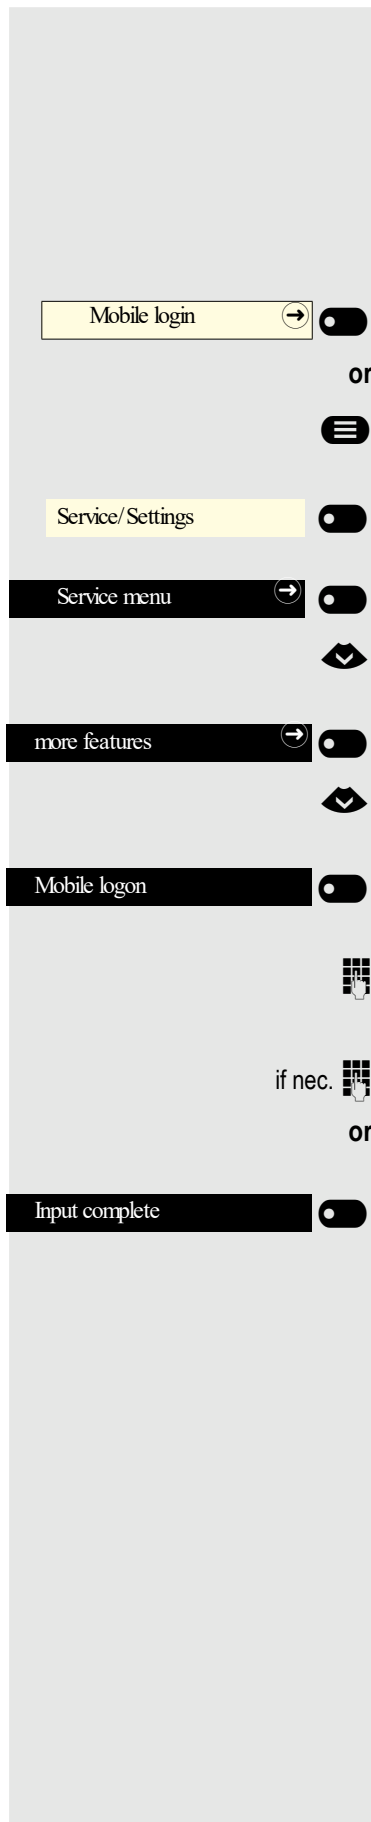 Mobile login
or
Service/Settings
Service menu
more features
Mobile logon
if nec.
or
Input complete